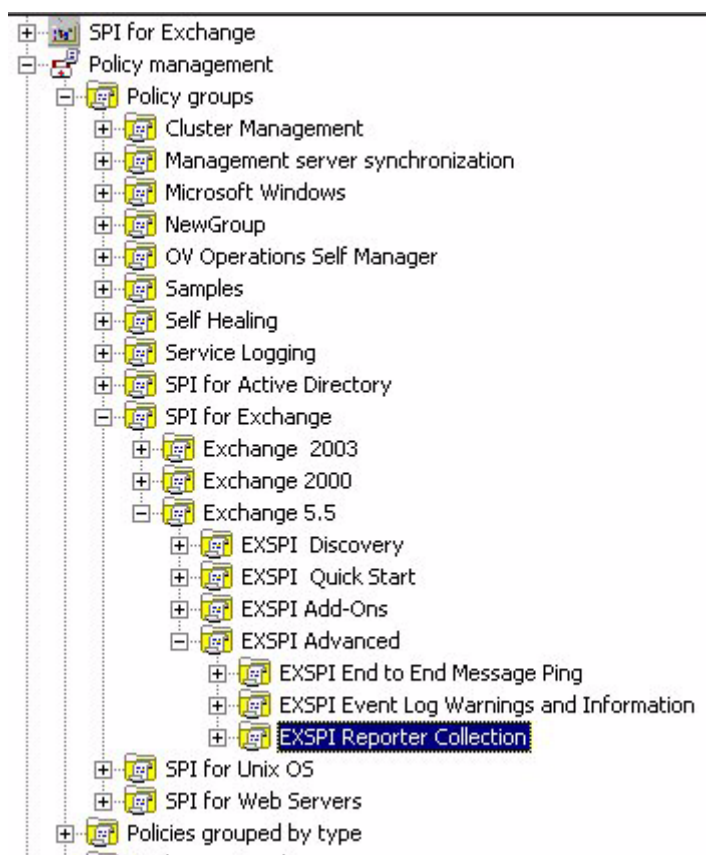 SPI for Exchange
Policy management
Policy groups
Cluster Management
Management server synchronization
Microsoft Windows
NewGroup
OV Operations Self Manager
Samples
Self Healing
Service Logging
SPI for Active Directory
SPI for Exchange
Exchange 2003
Exchange 2000
Exchange 5.5
EXSPI Discovery
EXSPI Quick Start
EXSPI Add-Ons
EXSPI Advanced
EXSPI End to End Message Ping
EXSPI Event Log Warnings and Information
EXSPI Reporter Collection
SPI for Unix OS
SPI for Web Servers
Policies grouped by type